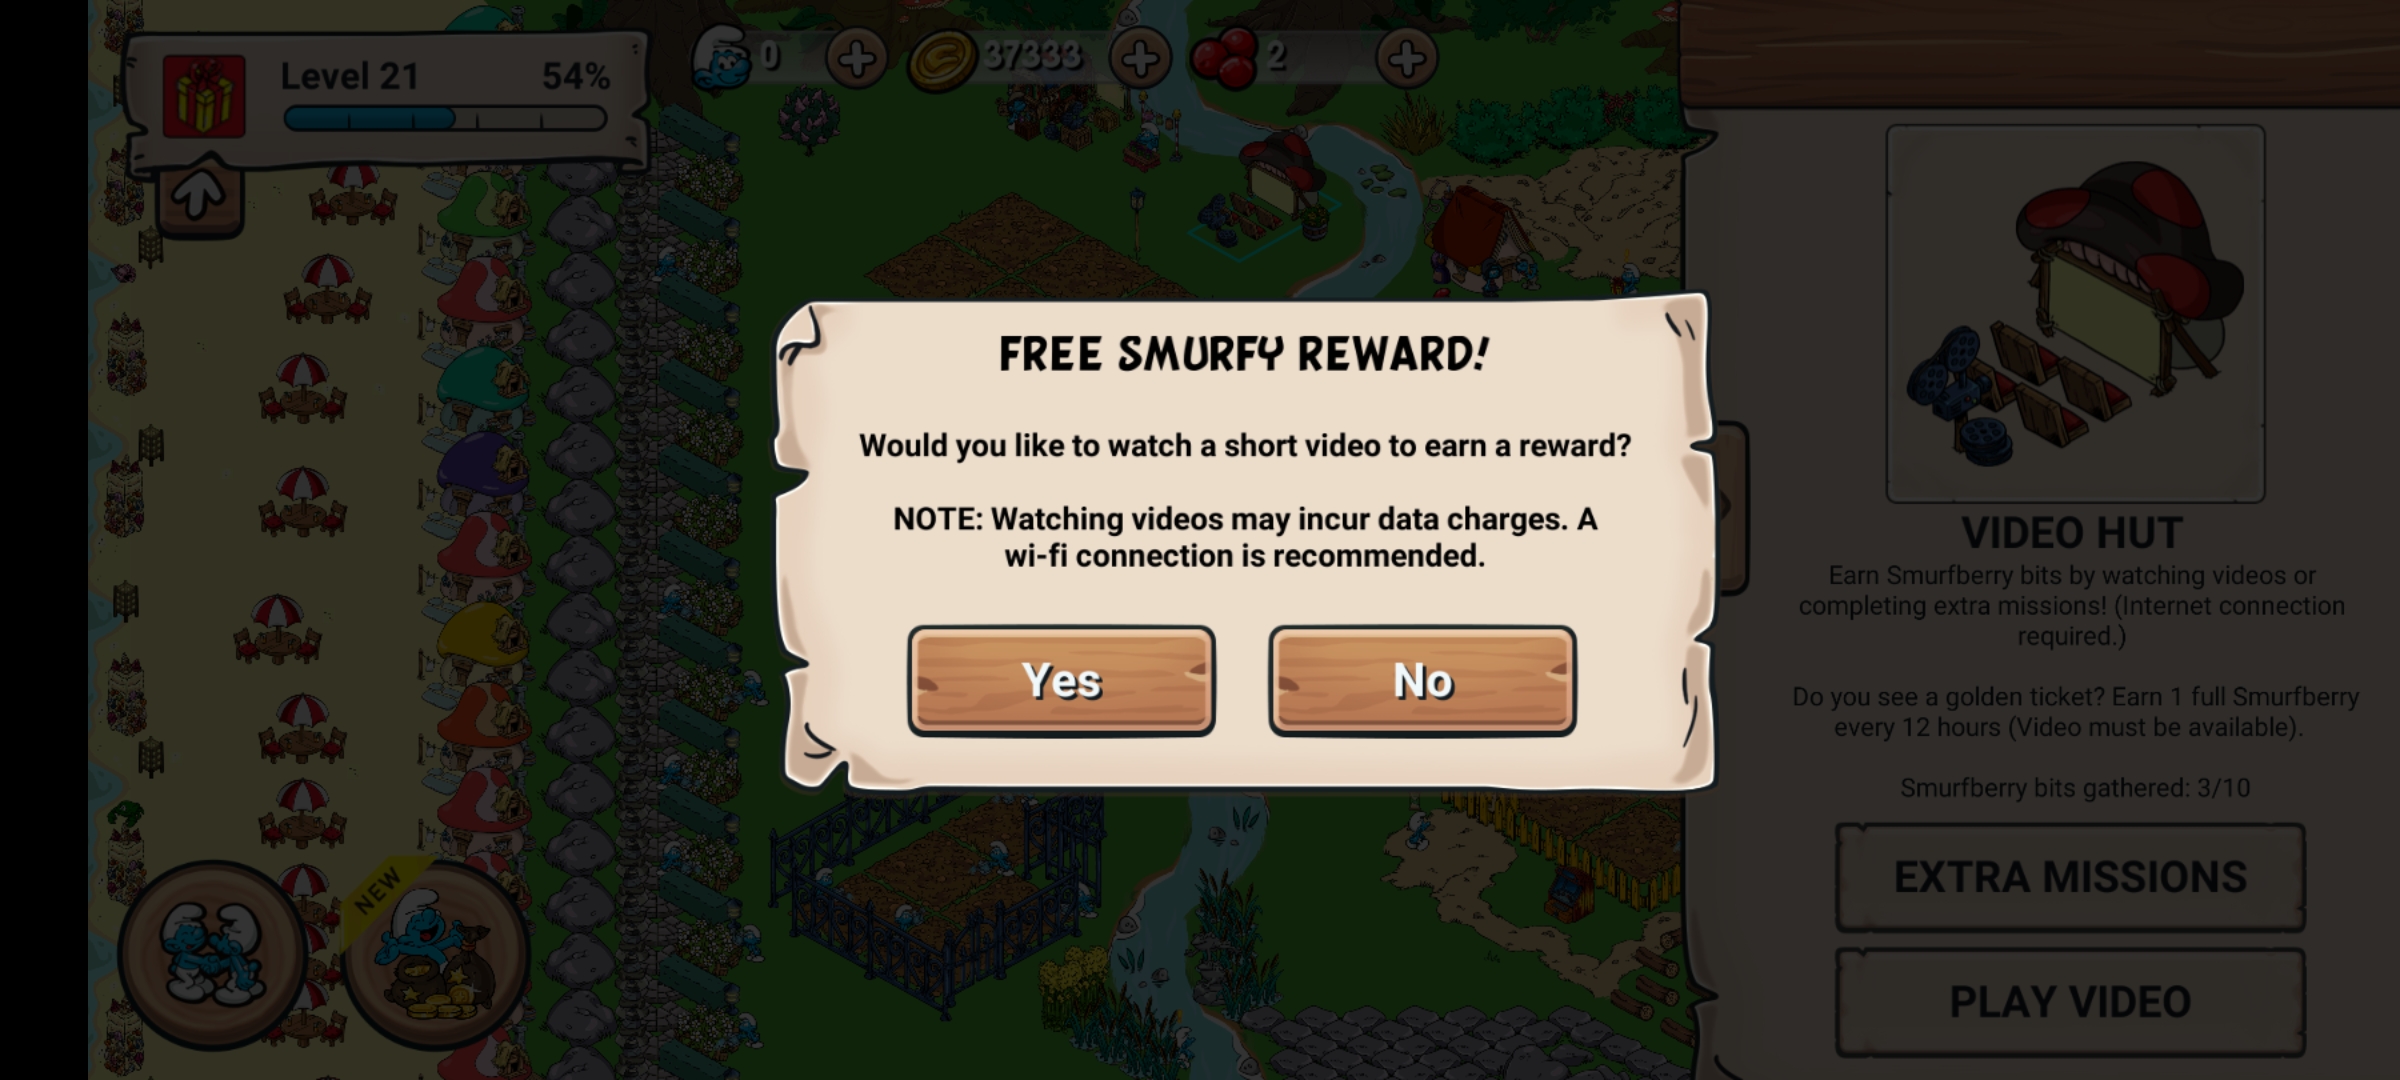 Level 21
54%
0
37333
2
FREE SMURFY REWARD!
Would you like to watch a short video to earn a reward?
NOTE: Watching videos may incur data charges. A
wi-fi connection is recommended.
Yes
No
VIDEO HUT
Earn Smurfberry bits by watching videos or
completing extra missions! (Internet connection
required.)
Do you see a golden ticket? Earn 1 full Smurfberry
every 12 hours (Video must be available).
Smurfberry bits gathered: 3/10
EXTRA MISSIONS
PLAY VIDEO
NEW